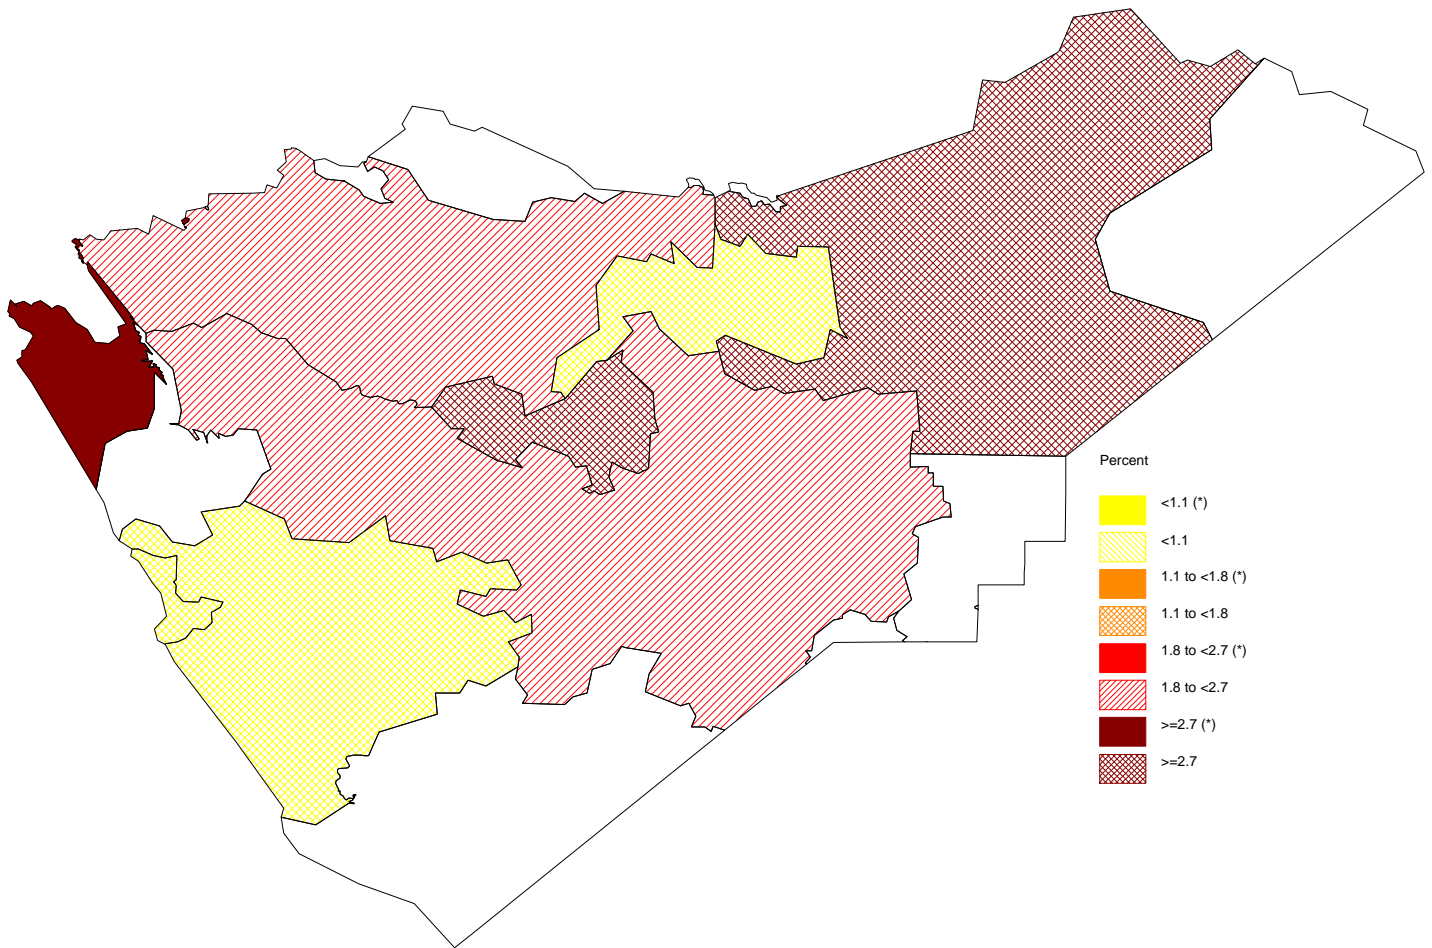 Percent
<1.1 (*)
<1.1
1.1 to <1.8 (*)
1.1 to <1.8
1.8 to <2.7 (*)
1.8 to <2.7
>=2.7 (*)
>=2.7